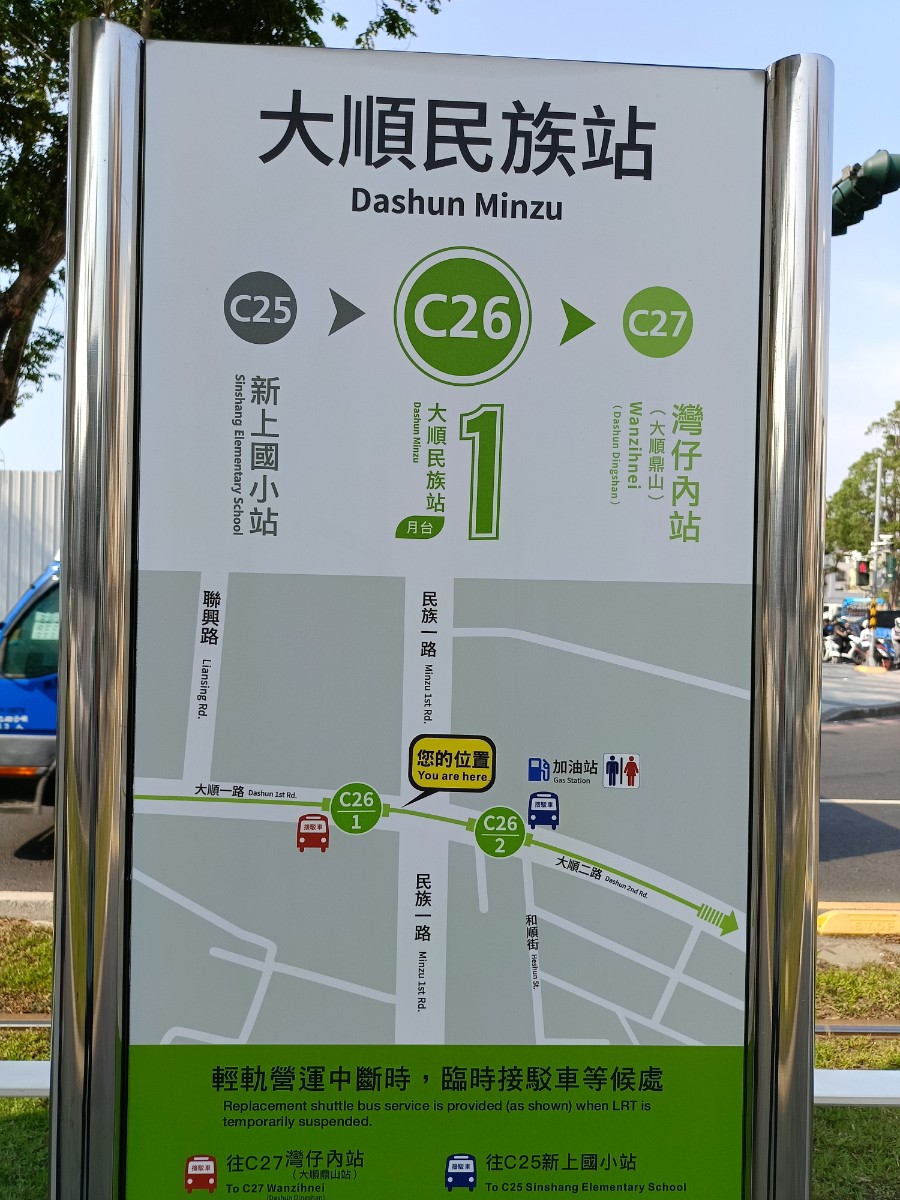 大順民族站
Dashun Minzu
C25
C26
C27
新上國小站
Sinshang Elementary School
大順民族站
Dashun Minzu
月台
1
灣仔內站
(大順鼎山)
Wanzihnei
(Dashun Dingshan)
聯興路 Liansing Rd.
民族一路 Minzu 1st Rd.
您的位置
You are here
加油站
Gas Station
大順一路 Dashun 1st Rd.
C26
1
接駁車
接駁車
C26
2
大順二路 Dashun 2nd Rd.
民族一路 Minzu 1st Rd.
和順街 Heshun St.
輕軌營運中斷時，臨時接駁車等候處
Replacement shuttle bus service is provided (as shown) when LRT is
temporarily suspended.
接駁車
往C27灣仔內站
(大順鼎山站)
To C27 Wanzihnei
(Dashun Dingshan)
接駁車
往C25新上國小站
To C25 Sinshang Elementary School